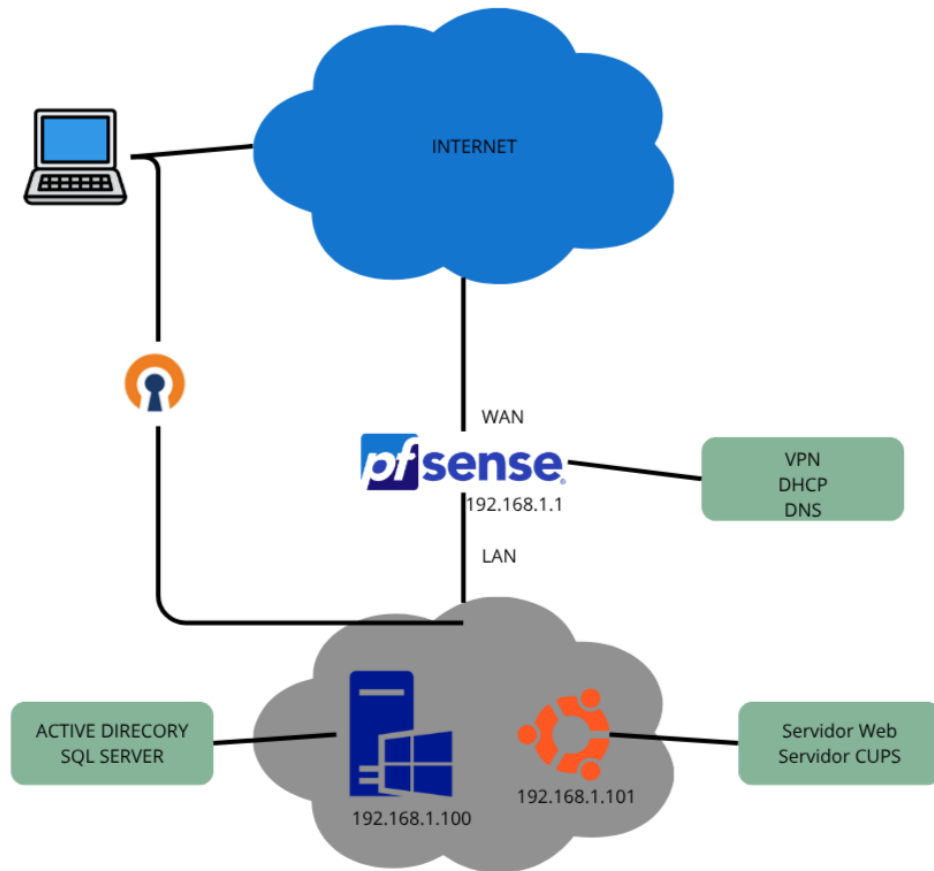 INTERNET
WAN
pfsense
192.168.1.1
VPN
DHCP
DNS
LAN
ACTIVE DIRECORY
SQL SERVER
192.168.1.100
192.168.1.101
Servidor Web
Servidor CUPS